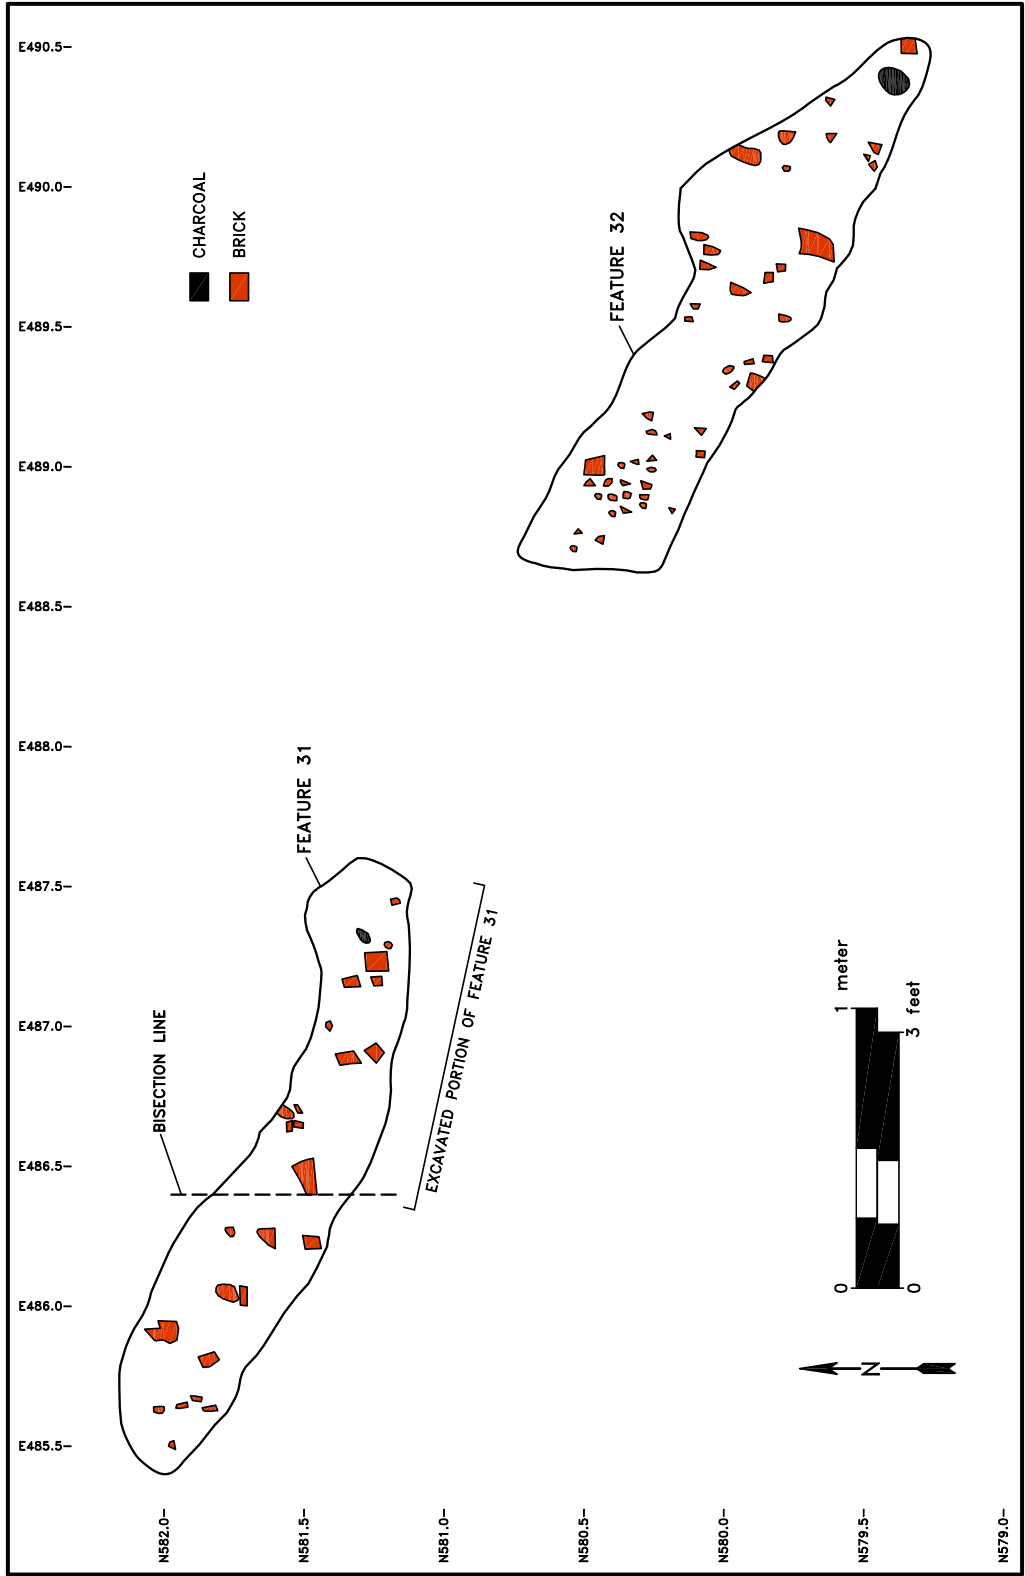 E490.5-
E490.0-
E489.5-
E489.0-
E488.5-
E488.0-
E487.5-
E487.0-
E486.5-
E486.0-
E485.5-
CHARCOAL
BRICK
FEATURE 32
FEATURE 31
BISECTION LINE
EXCAVATED PORTION OF FEATURE 31
1 meter
3 feet
0
0
N
N582.0-
N581.5-
N581.0-
N580.5-
N580.0-
N579.5-
N579.0-